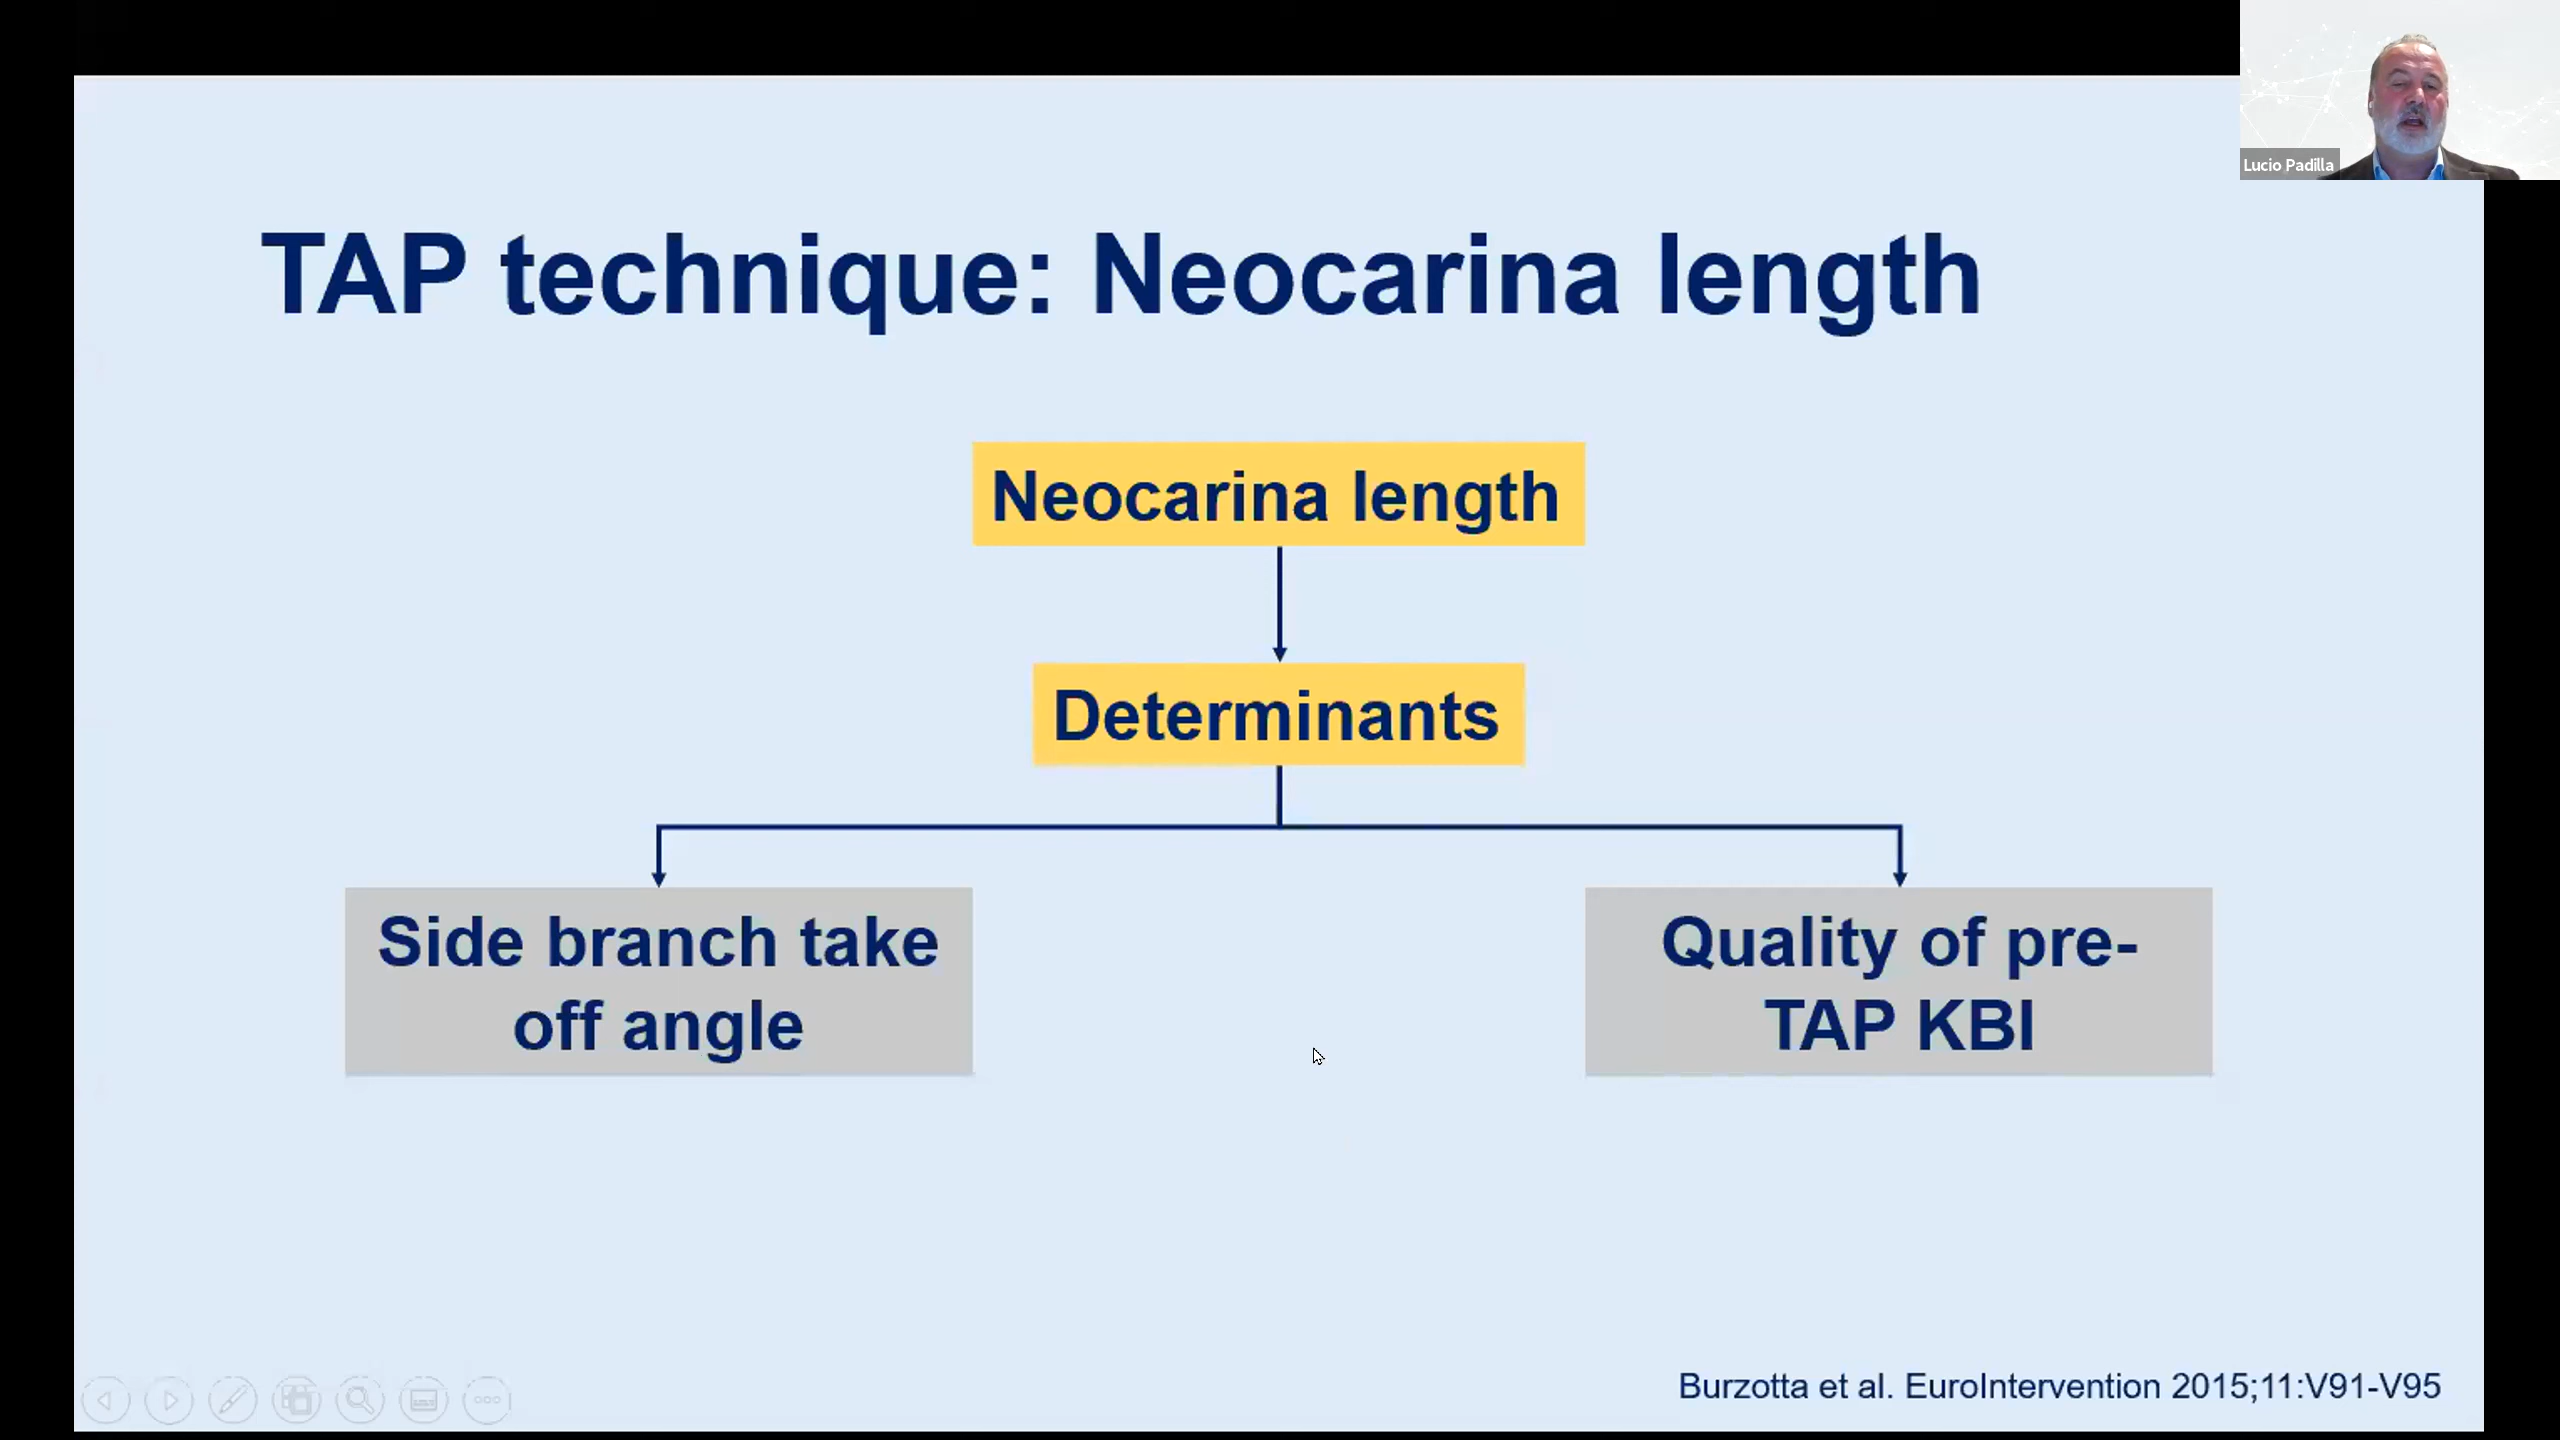 Lucio Padilla
TAP technique: Neocarina length
Neocarina length
Determinants
Side branch take
off angle
Quality of pre-
TAP KBI
Burzotta et al. EuroIntervention 2015;11:V91-V95